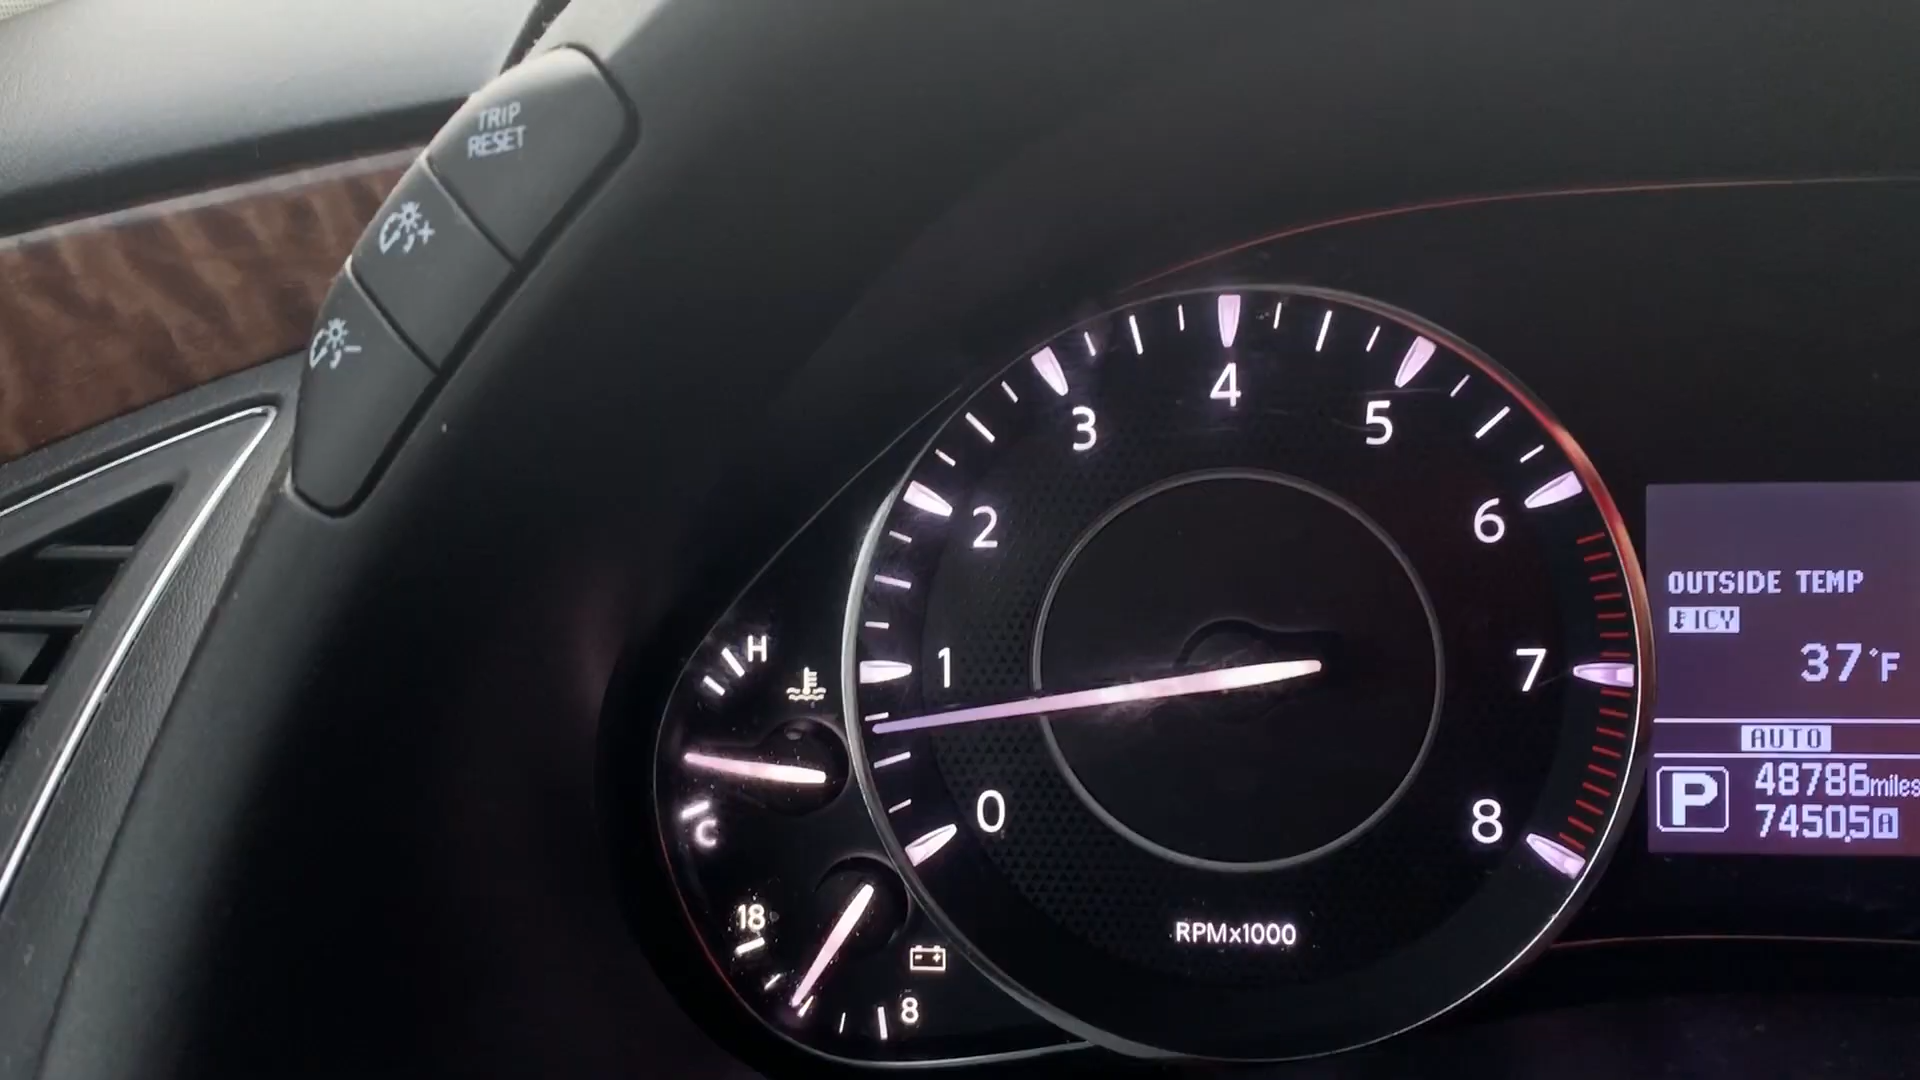 TRIP
RESET
4
3
5
2
6
1
7
0
8
RPMx1000
H
C
18
8
OUTSIDE TEMP
ICY
37°F
AUTO
P
48786miles
74505A